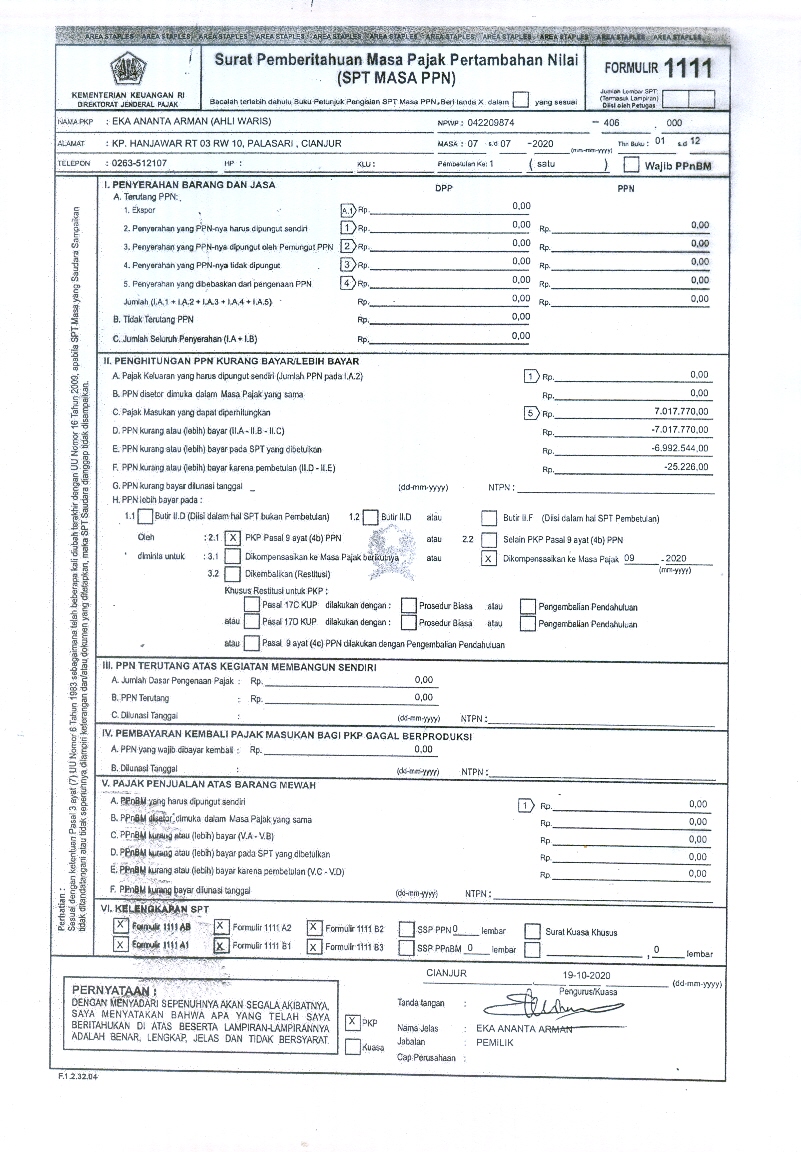 AREA STAPLES - AREA STAPLES - AREA STAPLES - AREA STAPLES - AREA STAPLES - AREA STAPLES - AREA STAPLES - AREA STAPLES
KEMENTERIAN KEUANGAN RI
DIREKTORAT JENDERAL PAJAK
Surat Pemberitahuan Masa Pajak Pertambahan Nilai
(SPT MASA PPN)
Bacalah terlebih dahulu Buku Petunjuk Pengisian SPT Masa PPN. Beri tanda X dalam yang sesuai
FORMULIR 1111
Jumlah Lembar SPT:
(Termasuk Lampiran)
Diisi oleh Petugas
NAMA PKP : EKA ANANTA ARMAN (AHLI WARIS) NPWP : 042209874 - 406 . 000
ALAMAT : KP. HANJAWAR RT 03 RW 10, PALASARI , CIANJUR MASA : 07 s.d 07 -2020 (mm-mm-yyyy) Thn Buku : 01 s.d 12
TELEPON : 0263-512107 HP : KLU : Pembetulan Ke: 1 ( satu ) Wajib PPnBM
I. PENYERAHAN BARANG DAN JASA DPP PPN
A. Terutang PPN:
1. Ekspor A.1 Rp. 0,00
2. Penyerahan yang PPN-nya harus dipungut sendiri 1 Rp. 0,00 Rp. 0,00
3. Penyerahan yang PPN-nya dipungut oleh Pemungut PPN 2 Rp. 0,00 Rp. 0,00
4. Penyerahan yang PPN-nya tidak dipungut 3 Rp. 0,00 Rp. 0,00
5. Penyerahan yang dibebaskan dari pengenaan PPN 4 Rp. 0,00 Rp. 0,00
Jumlah (I.A.1 + I.A.2 + I.A.3 + I.A.4 + I.A.5) Rp. 0,00 Rp. 0,00
B. Tidak Terutang PPN Rp. 0,00
C. Jumlah Seluruh Penyerahan (I.A + I.B) Rp. 0,00
II. PENGHITUNGAN PPN KURANG BAYAR/LEBIH BAYAR
A. Pajak Keluaran yang harus dipungut sendiri (Jumlah PPN pada I.A.2) 1 Rp. 0,00
B. PPN disetor dimuka dalam Masa Pajak yang sama Rp. 0,00
C. Pajak Masukan yang dapat diperhitungkan 5 Rp. 7.017.770,00
D. PPN kurang atau (lebih) bayar (II.A - II.B - II.C) Rp. -7.017.770,00
E. PPN kurang atau (lebih) bayar pada SPT yang dibetulkan Rp. -6.992.544,00
F. PPN kurang atau (lebih) bayar karena pembetulan (II.D - II.E) Rp. -25.226,00
G. PPN kurang bayar dilunasi tanggal (dd-mm-yyyy) NTPN :
H. PPN lebih bayar pada :
1.1 Butir II.D (Diisi dalam hal SPT bukan Pembetulan) 1.2 Butir II.D atau Butir II.F (Diisi dalam hal SPT Pembetulan)
Oleh : 2.1 X PKP Pasal 9 ayat (4b) PPN atau 2.2 Selain PKP Pasal 9 ayat (4b) PPN
diminta untuk : 3.1 Dikompensasikan ke Masa Pajak berikutnya atau X Dikompensasikan ke Masa Pajak 09 -2020
(mm-yyyy)
3.2 Dikembalikan (Restitusi)
Khusus Restitusi untuk PKP :
Pasal 17C KUP dilakukan dengan : Prosedur Biasa atau Pengembalian Pendahuluan
atau Pasal 17D KUP dilakukan dengan : Prosedur Biasa atau Pengembalian Pendahuluan
atau Pasal 9 ayat (4c) PPN dilakukan dengan Pengembalian Pendahuluan
III. PPN TERUTANG ATAS KEGIATAN MEMBANGUN SENDIRI
A. Jumlah Dasar Pengenaan Pajak : Rp. 0,00
B. PPN Terutang : Rp. 0,00
C. Dilunasi Tanggal : (dd-mm-yyyy) NTPN :
IV. PEMBAYARAN KEMBALI PAJAK MASUKAN BAGI PKP GAGAL BERPRODUKSI
A. PPN yang wajib dibayar kembali : Rp. 0,00
B. Dilunasi Tanggal : (dd-mm-yyyy) NTPN :
V. PAJAK PENJUALAN ATAS BARANG MEWAH
A. PPnBM yang harus dipungut sendiri 1 Rp. 0,00
B. PPnBM disetor dimuka dalam Masa Pajak yang sama Rp. 0,00
C. PPnBM kurang atau (lebih) bayar (V.A - V.B) Rp. 0,00
D. PPnBM kurang atau (lebih) bayar pada SPT yang dibetulkan Rp. 0,00
E. PPnBM kurang atau (lebih) bayar karena pembetulan (V.C - V.D) Rp. 0,00
F. PPnBM kurang bayar dilunasi tanggal (dd-mm-yyyy) NTPN :
VI. KELENGKAPAN SPT
X Formulir 1111 AB X Formulir 1111 A2 X Formulir 1111 B2 SSP PPN 0 lembar Surat Kuasa Khusus
X Formulir 1111 A1 X Formulir 1111 B1 X Formulir 1111 B3 SSP PPnBM 0 lembar , 0 lembar
Perhatian :
Sesuai dengan ketentuan Pasal 3 ayat (7) UU Nomor 6 Tahun 1983 sebagaimana telah beberapa kali diubah terakhir dengan UU Nomor 16 Tahun 2009, apabila SPT Masa yang Saudara Sampaikan
tidak ditandatangani atau tidak sepenuhnya dilampiri keterangan dan/atau dokumen yang ditetapkan, maka SPT Saudara dianggap tidak disampaikan.
PERNYATAAN :
DENGAN MENYADARI SEPENUHNYA AKAN SEGALA AKIBATNYA,
SAYA MENYATAKAN BAHWA APA YANG TELAH SAYA
BERITAHUKAN DI ATAS BESERTA LAMPIRAN-LAMPIRANNYA
ADALAH BENAR, LENGKAP, JELAS DAN TIDAK BERSYARAT.
X PKP
Kuasa
CIANJUR 19-10-2020 (dd-mm-yyyy)
Pengurus/Kuasa
Tanda tangan :
Nama Jelas : EKA ANANTA ARMAN
Jabatan : PEMILIK
Cap Perusahaan :
F.1.2.32.04